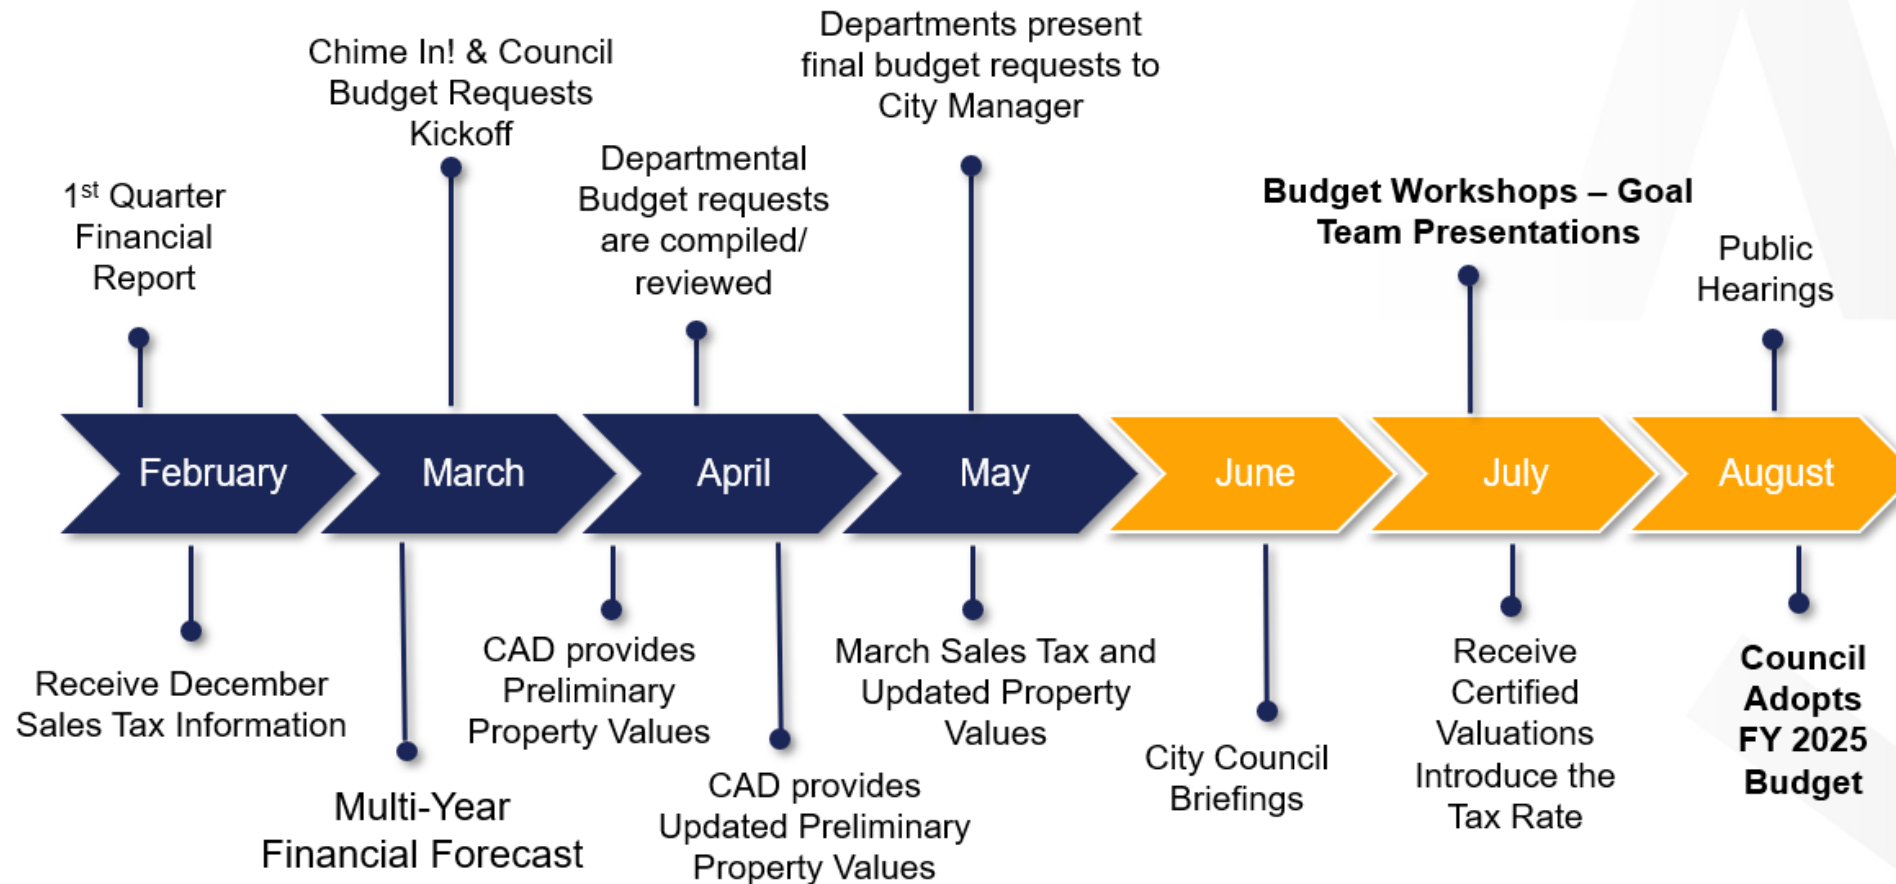 1st Quarter
Financial
Report
Chime In! & Council
Budget Requests
Kickoff
Departmental
Budget requests
are compiled/
reviewed
Departments present
final budget requests to
City Manager
Budget Workshops – Goal
Team Presentations
Public
Hearings
February
March
April
May
June
July
August
Receive December
Sales Tax Information
Multi-Year
Financial Forecast
CAD provides
Preliminary
Property Values
CAD provides
Updated Preliminary
Property Values
March Sales Tax and
Updated Property
Values
City Council
Briefings
Receive
Certified
Valuations
Introduce the
Tax Rate
Council
Adopts
FY 2025
Budget